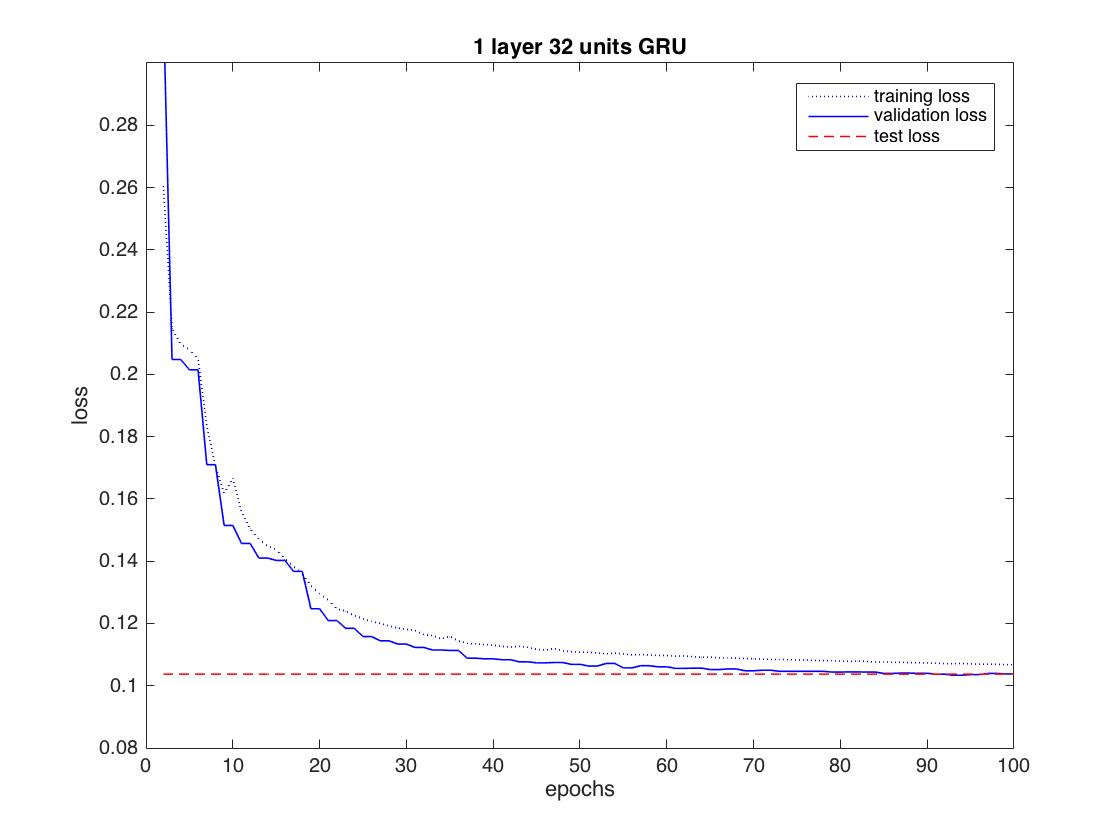 1 layer 32 units GRU
training loss
validation loss
test loss
0.28
0.26
0.24
0.22
0.2
0.18
0.16
0.14
0.12
0.1
0.08
loss
0 10 20 30 40 50 60 70 80 90 100
epochs